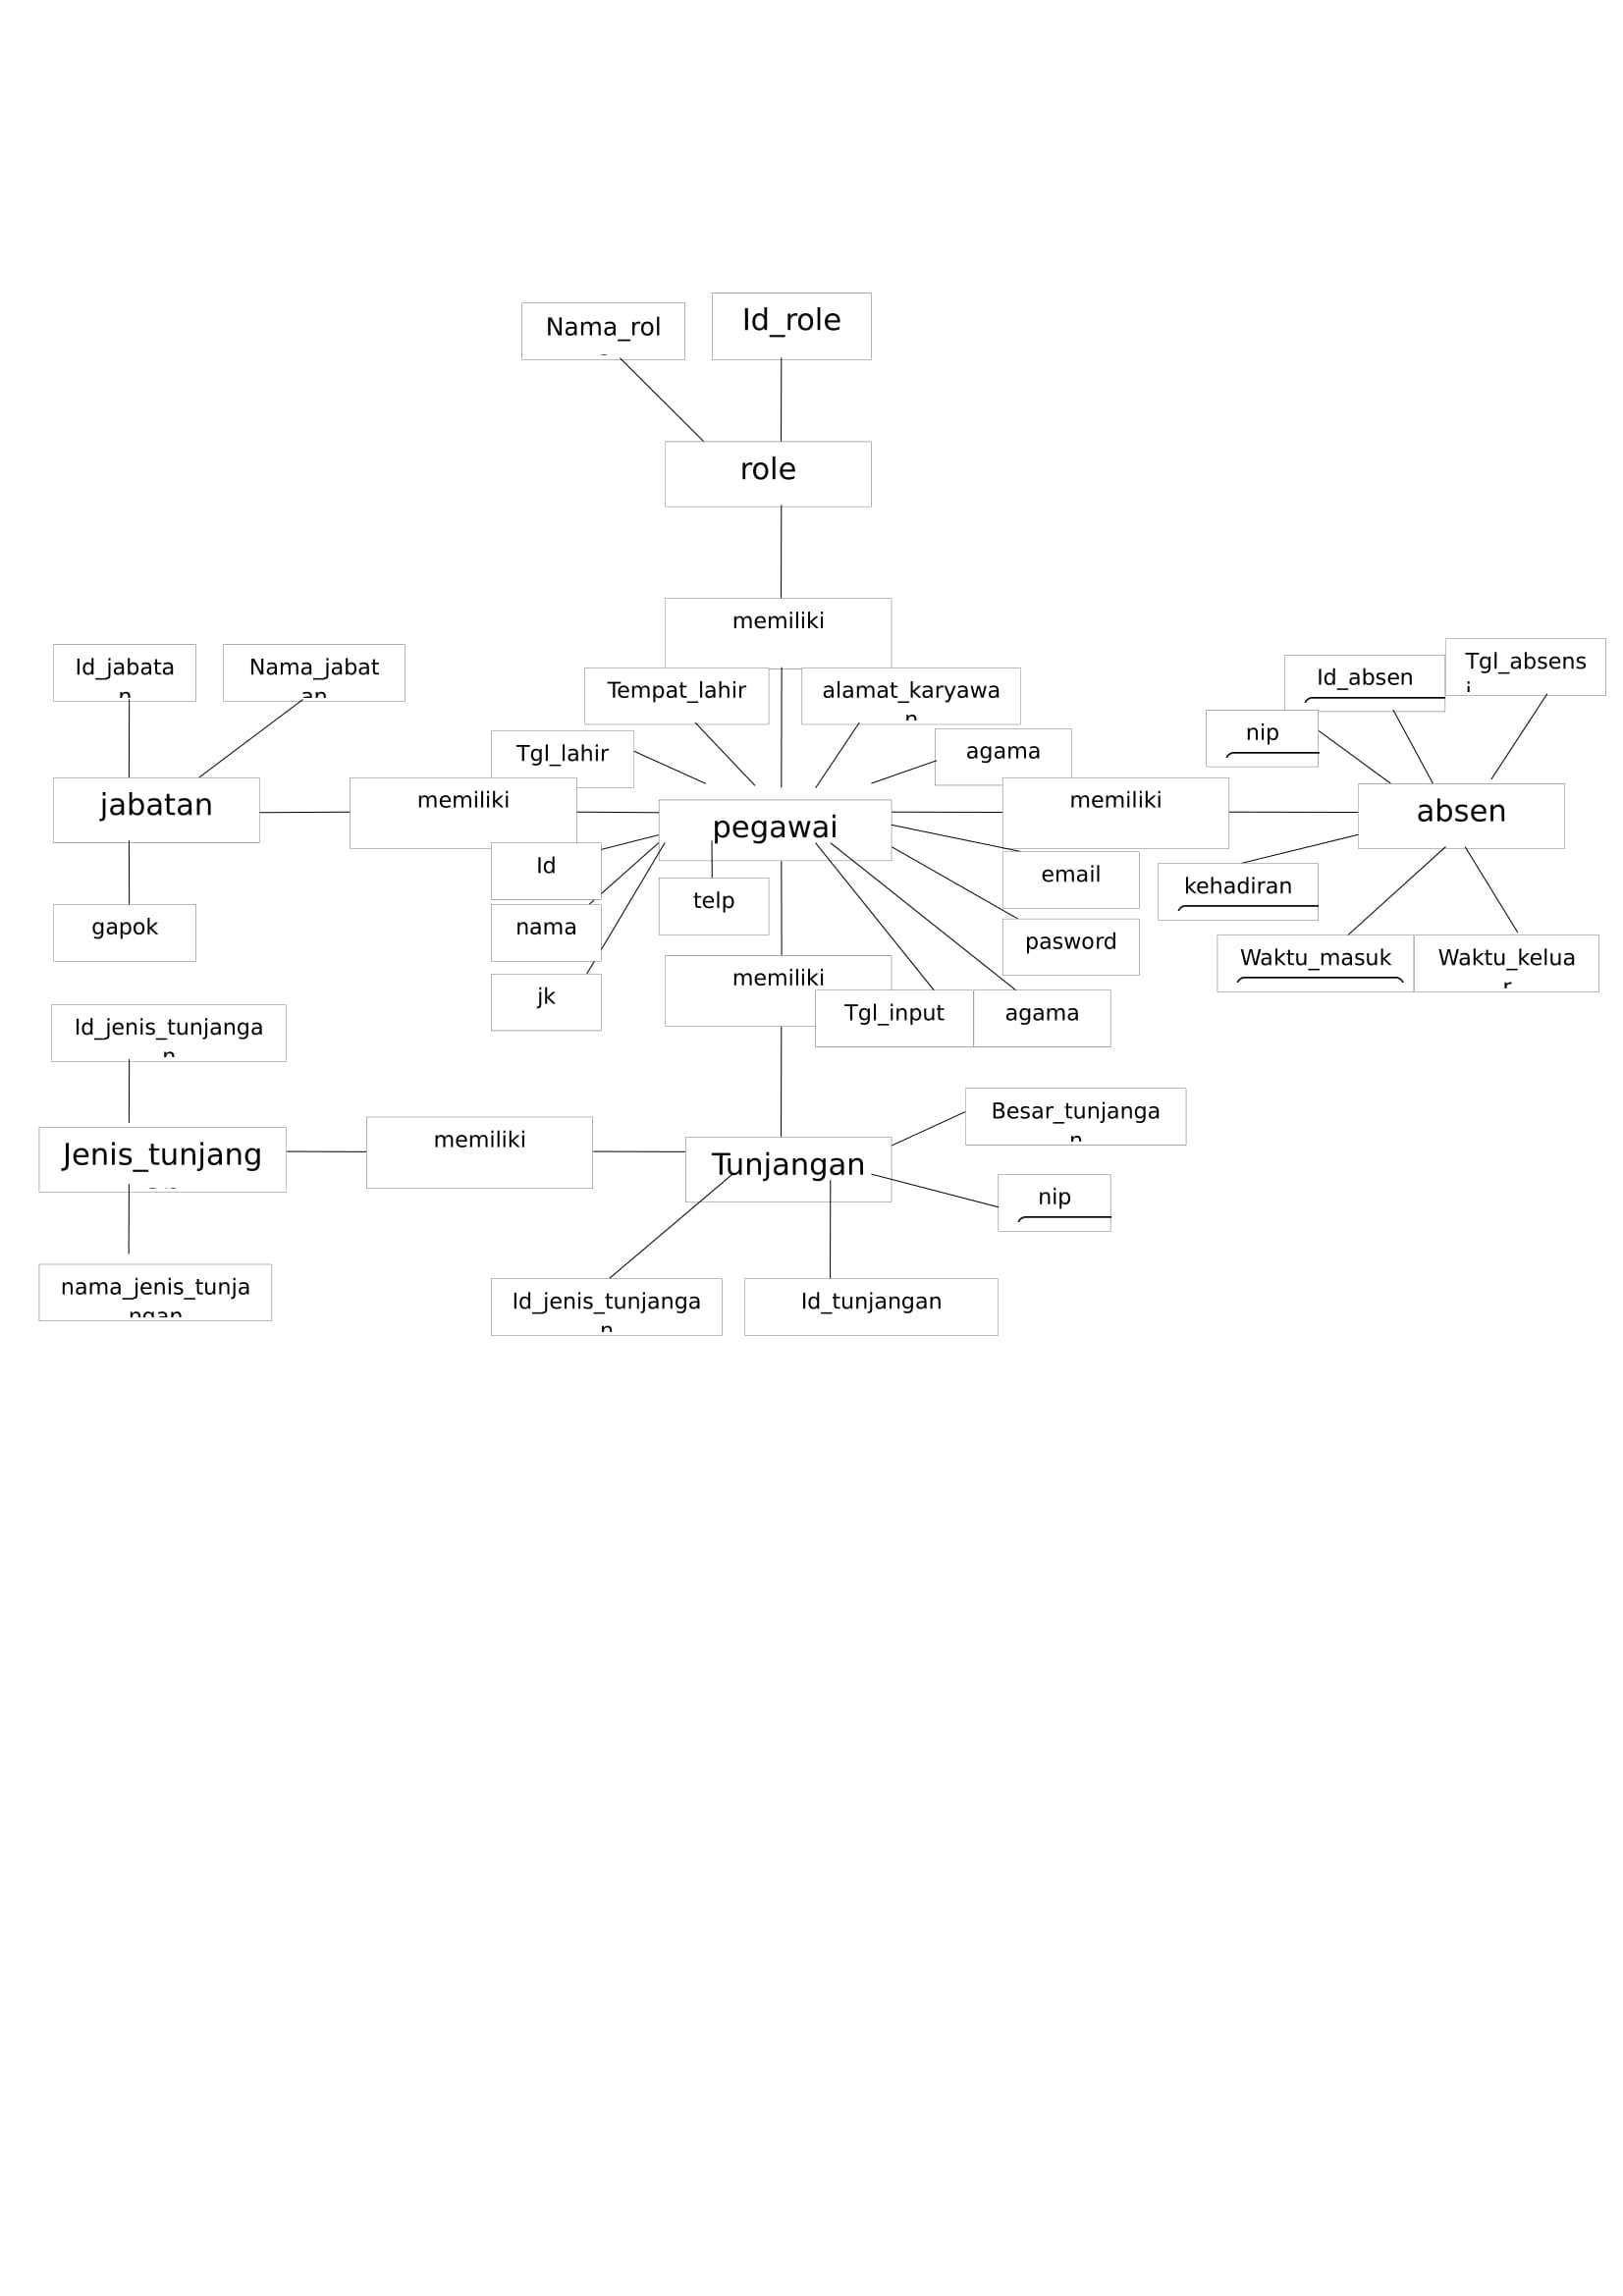 Id_role
Nama_rol
role
memiliki
Id_jabata
n
Nama_jabat
an
Tempat_lahir
alamat_karyawa
n
Id_absen
Tgl_absens
i
nip
Tgl_lahir
agama
jabatan
memiliki
pegawai
memiliki
absen
Id
telp
email
kehadiran
gapok
nama
pasword
Waktu_masuk
Waktu_kelua
r
memiliki
jk
Tgl_input
agama
Id_jenis_tunjanga
n
Besar_tunjanga
n
Jenis_tunjang
memiliki
Tunjangan
nip
nama_jenis_tunja
ngan
Id_jenis_tunjanga
n
Id_tunjangan